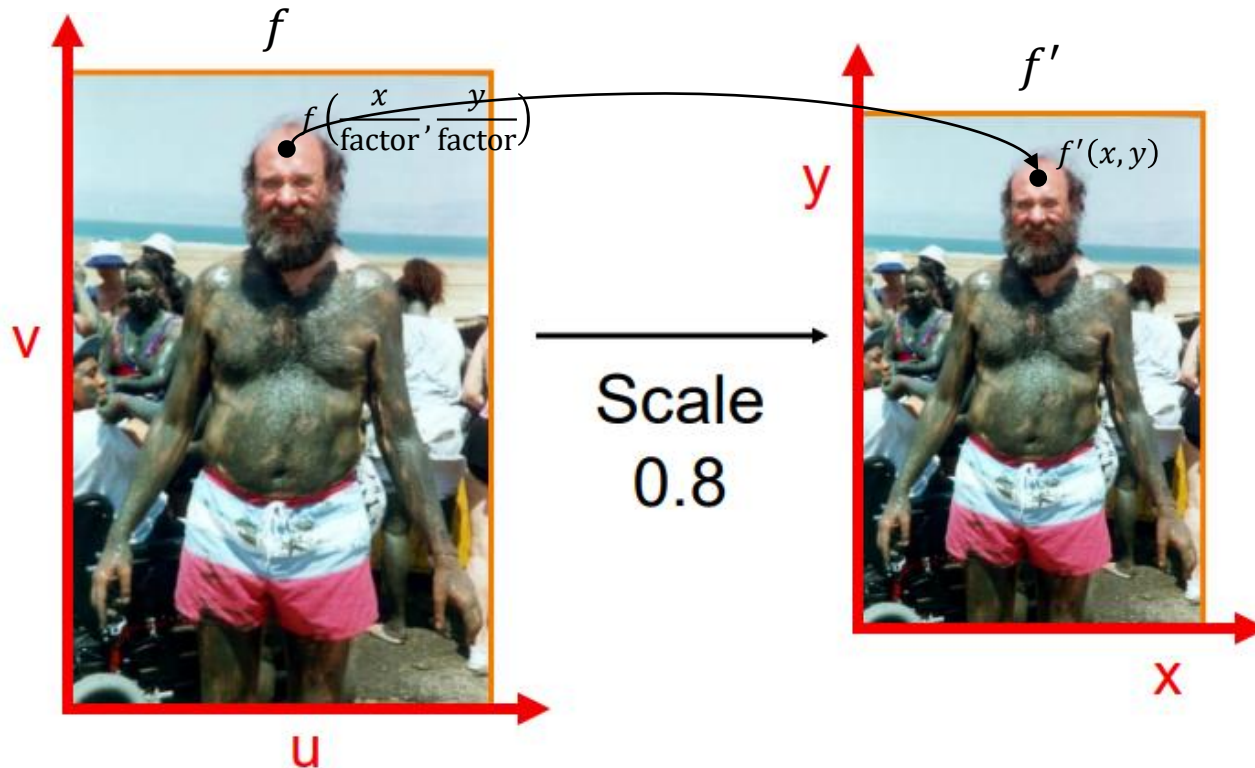 f
f(x/factor, y/factor)
v
u
Scale
0.8
f′
f′(x, y)
y
x